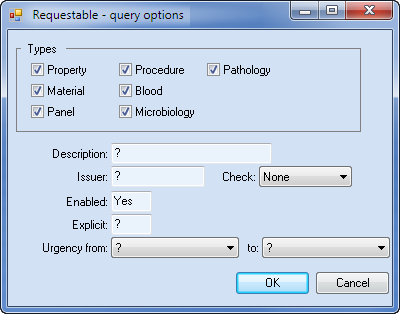 Requestable - query options
Types
Property Procedure Pathology
Material Blood
Panel Microbiology
Description: ?
Issuer: ? Check: None
Enabled: Yes
Explicit: ?
Urgency from: ? to: ?
OK Cancel